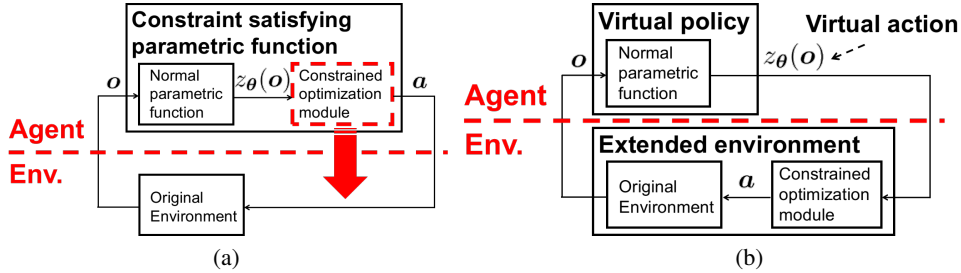 Constraint satisfying
parametric function
o
Normal
parametric
function
z_θ(o)
Constrained
optimization
module
a
Agent
Env.
Original
Environment
(a)
Virtual policy
Virtual action
o
Normal
parametric
function
z_θ(o)
Agent
Env.
Extended environment
Original
Environment
a
Constrained
optimization
module
(b)